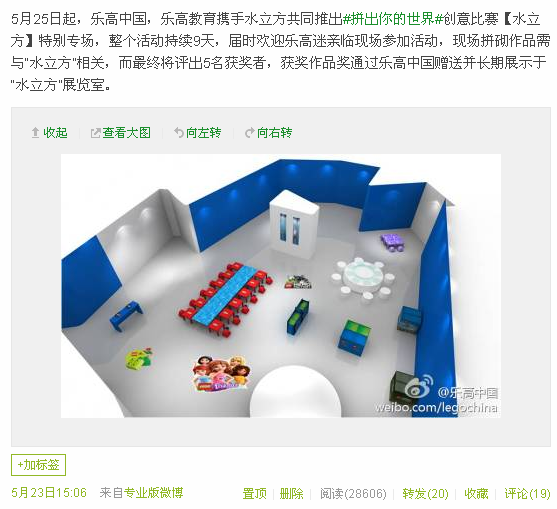 5月25日起，乐高中国，乐高教育携手水立方共同推出#拼出你的世界#创意比赛【水立
方】特别专场，整个活动持续9天，届时欢迎乐高迷亲临现场参加活动，现场拼砌作品需
与“水立方”相关，而最终将评出5名获奖者，获奖作品奖通过乐高中国赠送并长期展示于
“水立方”展览室。
收起 查看大图 向左转 向右转
@乐高中国
weibo.com/legochina
+加标签
5月23日15:06 来自专业版微博 置顶 | 删除 | 阅读(28606) | 转发(20) | 收藏 | 评论(19)